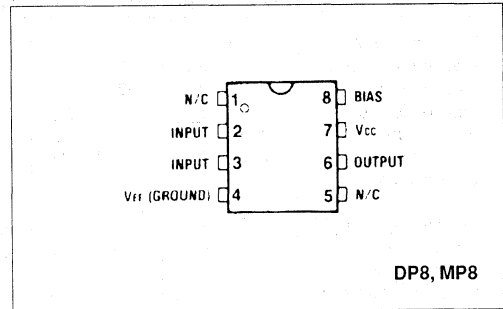 N/C 1 8 BIAS
INPUT 2 7 VCC
INPUT 3 6 OUTPUT
VEE (GROUND) 4 5 N/C
DP8, MP8